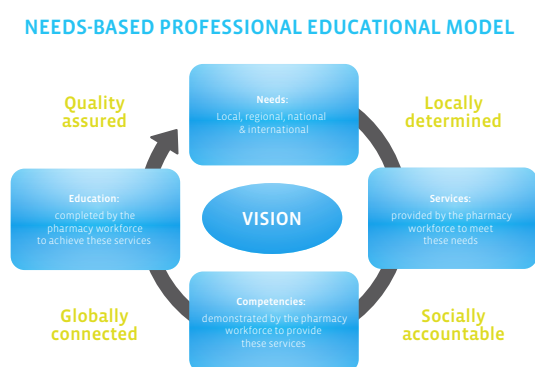 NEEDS-BASED PROFESSIONAL EDUCATIONAL MODEL
Quality
assured
Needs:
Local, regional, national
& international
Locally
determined
Education:
completed by the
pharmacy workforce
to achieve these services
VISION
Services:
provided by the pharmacy
workforce to meet
these needs
Globally
connected
Competencies:
demonstrated by the pharmacy
workforce to provide
these services
Socially
accountable